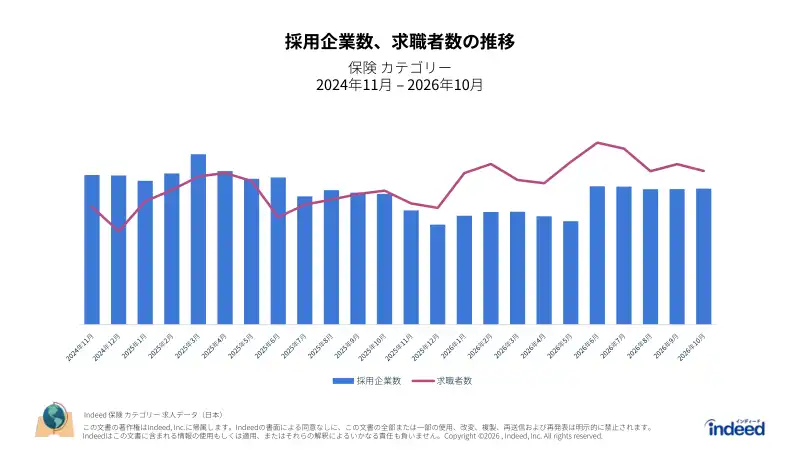 採用企業数、求職者数の推移
保険 カテゴリー
2024年11月 – 2026年10月
2024年11月
2024年12月
2025年1月
2025年2月
2025年3月
2025年4月
2025年5月
2025年6月
2025年7月
2025年8月
2025年9月
2025年10月
2025年11月
2025年12月
2026年1月
2026年2月
2026年3月
2026年4月
2026年5月
2026年6月
2026年7月
2026年8月
2026年9月
2026年10月
採用企業数 求職者数
Indeed 保険 カテゴリー 求人データ（日本）
この文書の著作権はIndeed, Inc.に帰属します。Indeedの書面による同意なしに、この文書の全部または一部の使用、改変、複製、再送信および再発表は明示的に禁止されます。
Indeedはこの文書に含まれる情報の使用もしくは適用、またはそれらの解釈によるいかなる責任も負いません。Copyright ©2026 , Indeed, Inc. All rights reserved.
インディード
indeed